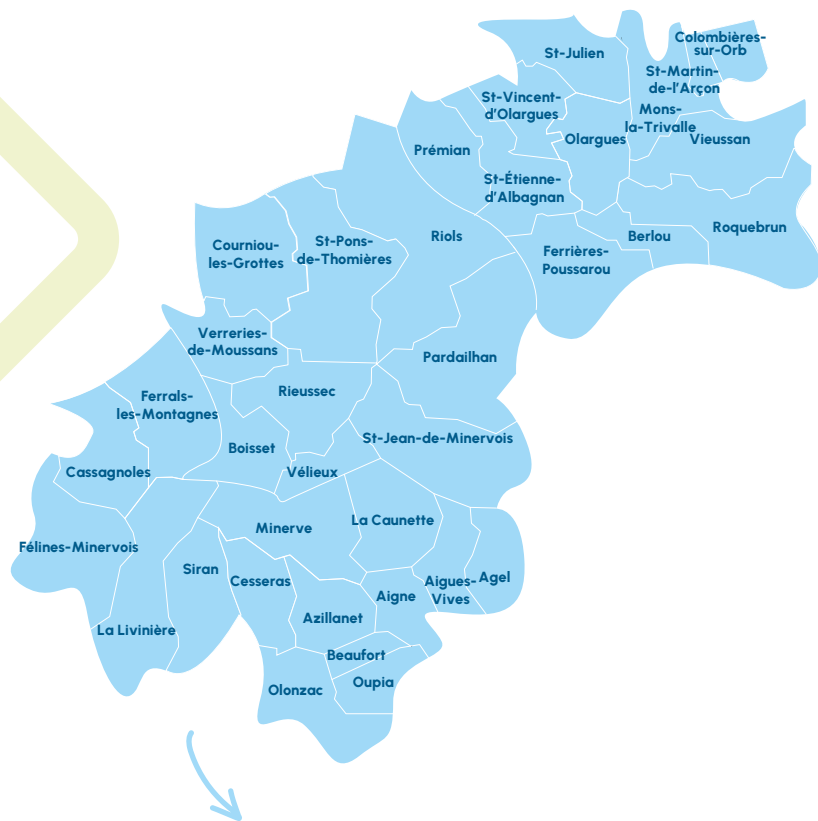 Colombières-
sur-Orb
St-Julien
St-Martin-
de-l'Arçon
St-Vincent-
d'Olargues
Mons-
la-Trivalle
Olargues
Vieussan
Prémian
St-Étienne-
d'Albagnan
Roquebrun
Riols
Berlou
Courniou-
les-Grottes
St-Pons-
de-Thomières
Ferrières-
Poussarou
Verreries-
de-Moussans
Pardailhan
Rieussec
Ferrals-
les-Montagnes
St-Jean-de-Minervois
Boisset
Cassagnoles
Vélieux
La Caunette
Minerve
Félines-Minervois
Siran
Cesseras
Aigues-
Vives
Agel
Aigne
Azillanet
La Livinière
Beaufort
Oupia
Olonzac